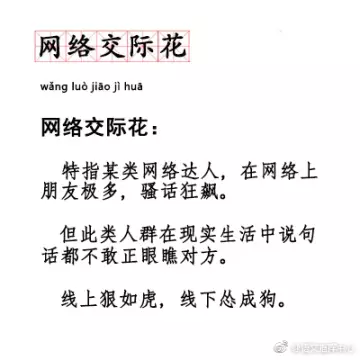 网络交际花
wǎng luò jiāo jì huā
网络交际花：
特指某类网络达人，在网络上
朋友极多，骚话狂飙。
但此类人群在现实生活中说句
话都不敢正眼瞧对方。
线上狠如虎，线下怂成狗。